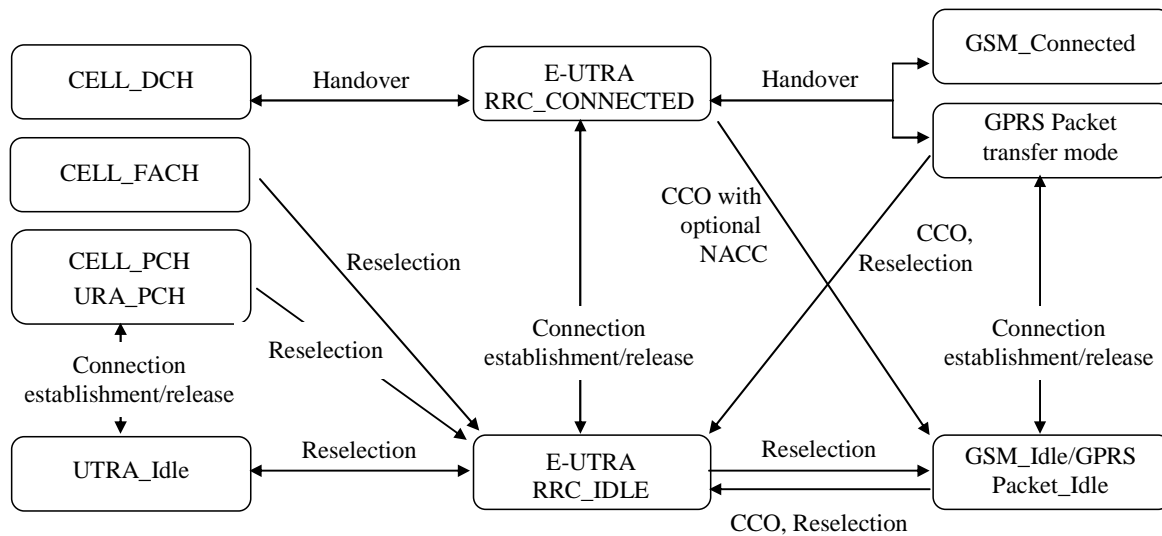 GSM_Connected
CELL_DCH
Handover
E-UTRA
RRC_CONNECTED
Handover
GPRS Packet
transfer mode
CELL_FACH
CCO with
optional
NACC
CCO,
Reselection
CELL_PCH
URA_PCH
Reselection
Reselection
Connection
establishment/release
Connection
establishment/release
Connection
establishment/release
UTRA_Idle
Reselection
E-UTRA
RRC_IDLE
Reselection
GSM_Idle/GPRS
Packet_Idle
CCO, Reselection